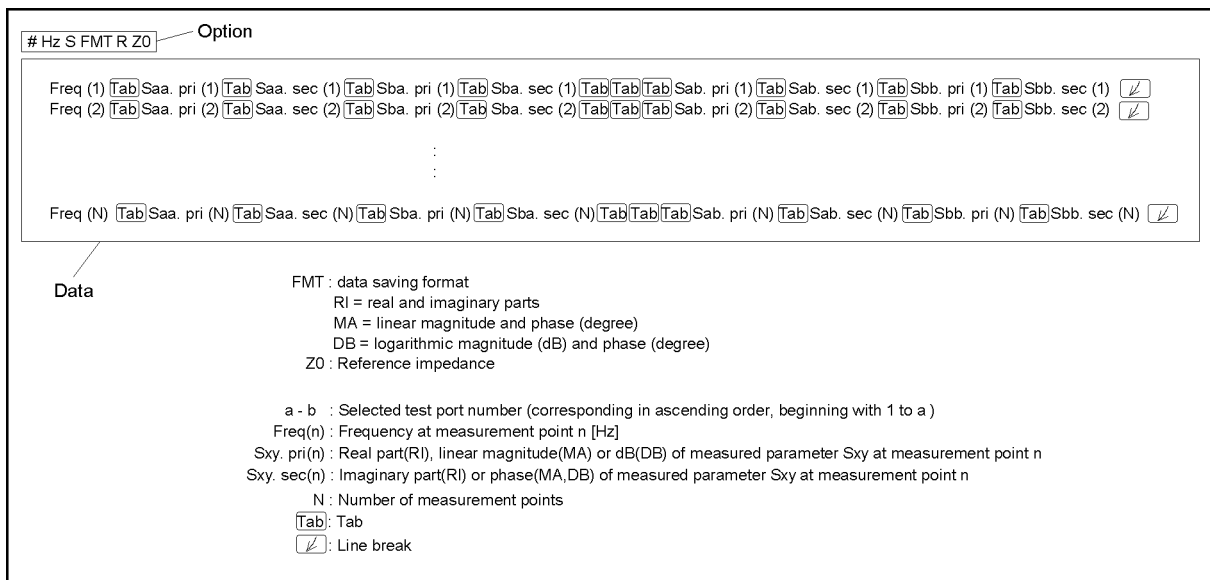 Option
# Hz S FMT R Z0
Freq (1) Tab Saa. pri (1) Tab Saa. sec (1) Tab Sba. pri (1) Tab Sba. sec (1) Tab Tab Tab Sab. pri (1) Tab Sab. sec (1) Tab Sbb. pri (1) Tab Sbb. sec (1)
Freq (2) Tab Saa. pri (2) Tab Saa. sec (2) Tab Sba. pri (2) Tab Sba. sec (2) Tab Tab Tab Sab. pri (2) Tab Sab. sec (2) Tab Sbb. pri (2) Tab Sbb. sec (2)
:
:
Freq (N) Tab Saa. pri (N) Tab Saa. sec (N) Tab Sba. pri (N) Tab Sba. sec (N) Tab Tab Tab Sab. pri (N) Tab Sab. sec (N) Tab Sbb. pri (N) Tab Sbb. sec (N)
Data
FMT : data saving format
RI = real and imaginary parts
MA = linear magnitude and phase (degree)
DB = logarithmic magnitude (dB) and phase (degree)
Z0 : Reference impedance
a - b : Selected test port number (corresponding in ascending order, beginning with 1 to a )
Freq(n) : Frequency at measurement point n [Hz]
Sxy. pri(n) : Real part(RI), linear magnitude(MA) or dB(DB) of measured parameter Sxy at measurement point n
Sxy. sec(n) : Imaginary part(RI) or phase(MA,DB) of measured parameter Sxy at measurement point n
N : Number of measurement points
Tab : Tab
: Line break